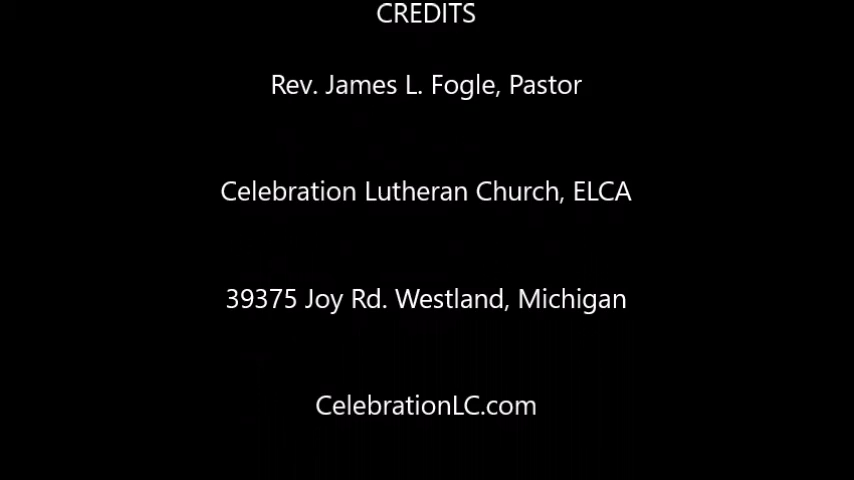 CREDITS
Rev. James L. Fogle, Pastor
Celebration Lutheran Church, ELCA
39375 Joy Rd. Westland, Michigan
CelebrationLC.com